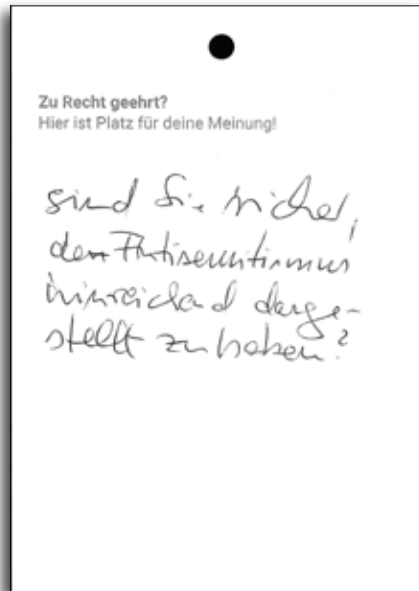 Zu Recht geehrt?
Hier ist Platz für deine Meinung!
sind Sie sicher,
den Antisemitismus
hinreichend darge-
stellt zu haben?